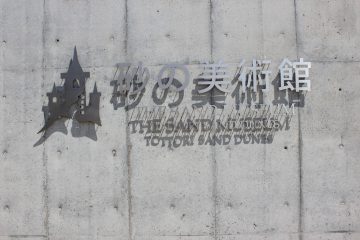 砂の美術館
THE SAND MUSEUM
TOTTORI SAND DUNES